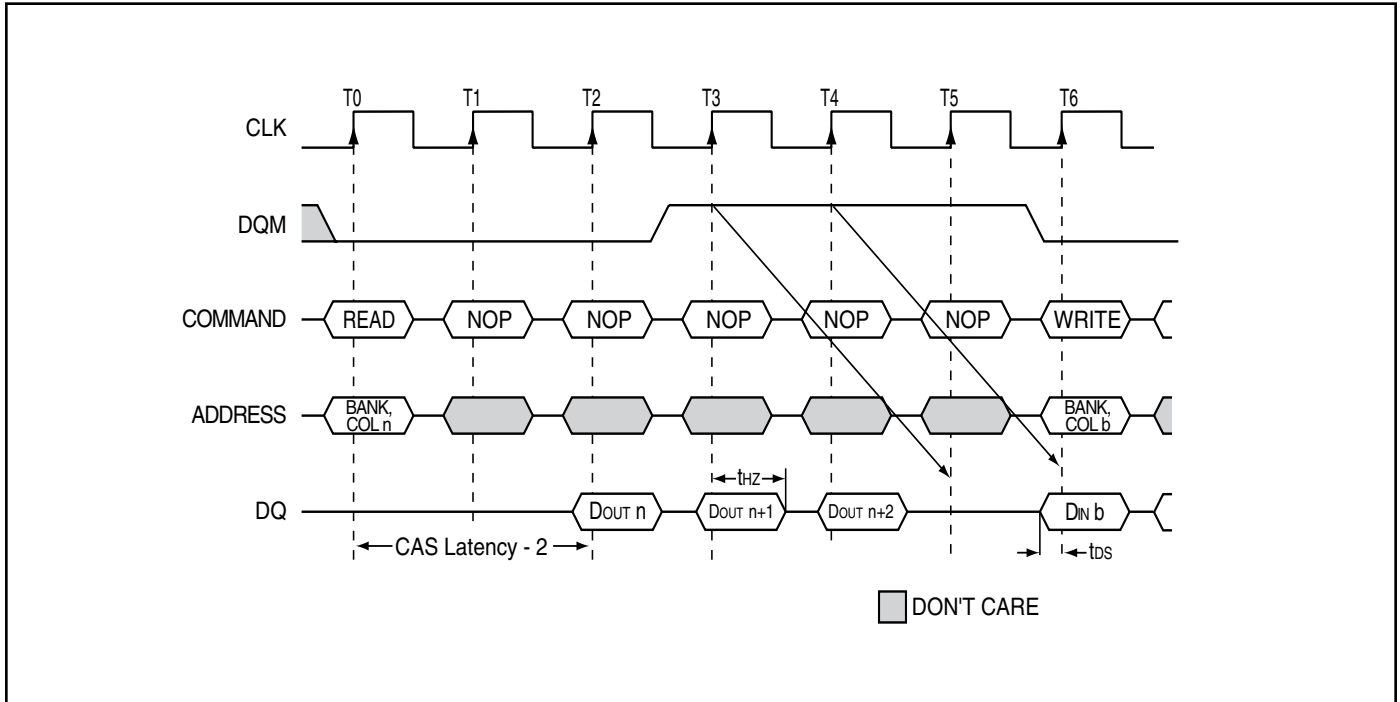 T0 T1 T2 T3 T4 T5 T6
CLK
DQM
COMMAND READ NOP NOP NOP NOP NOP WRITE
ADDRESS BANK, COL n BANK, COL b
tHZ
DQ DOUT n DOUT n+1 DOUT n+2 DIN b
CAS Latency - 2 tDS
DON'T CARE